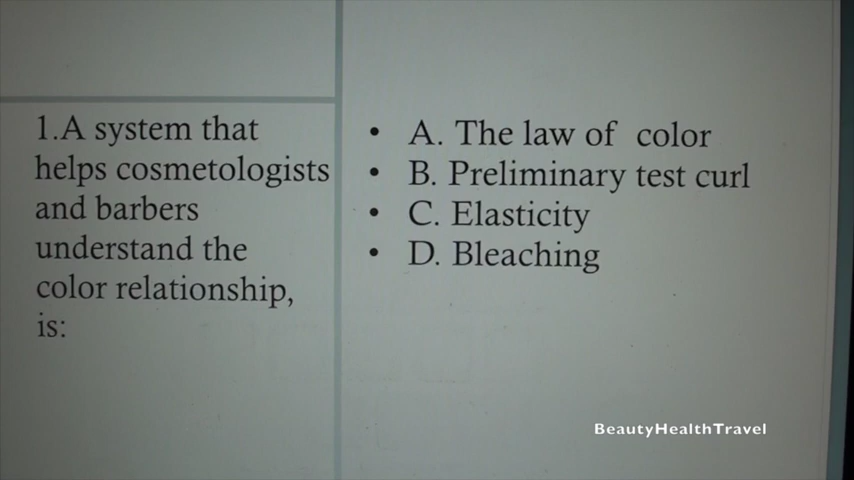 1.A system that
helps cosmetologists
and barbers
understand the
color relationship,
is:
• A. The law of color
• B. Preliminary test curl
• C. Elasticity
• D. Bleaching
BeautyHealthTravel